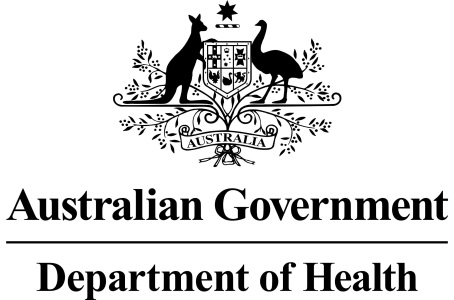 AUSTRALIA
Australian Government
Department of Health